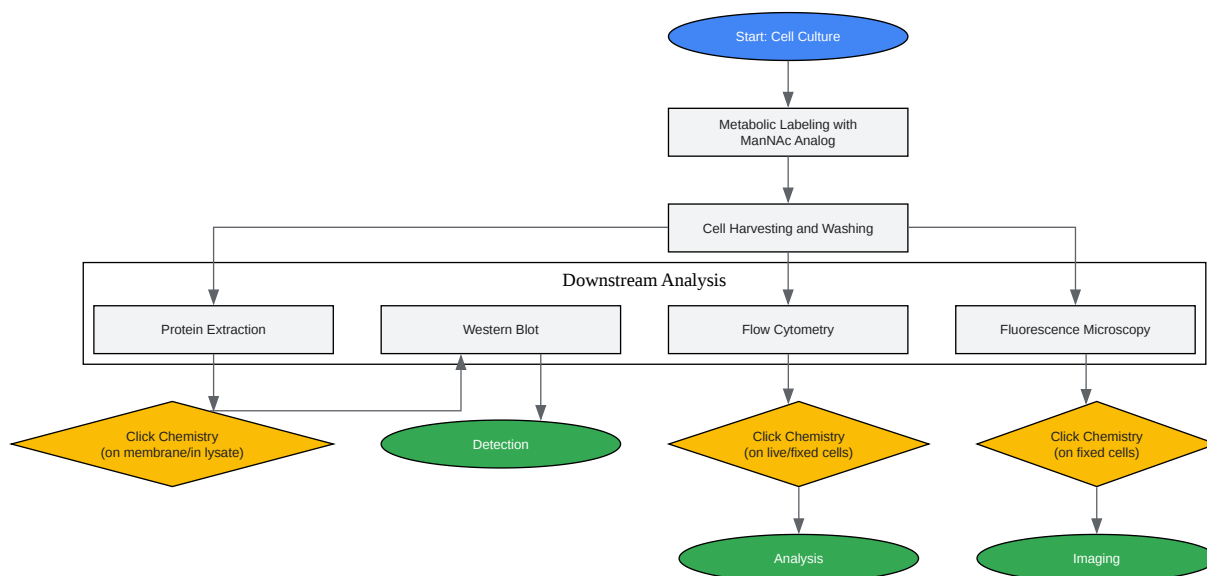 Start: Cell Culture
Metabolic Labeling with
ManNAc Analog
Cell Harvesting and Washing
Downstream Analysis
Protein Extraction
Western Blot
Flow Cytometry
Fluorescence Microscopy
Click Chemistry
(on membrane/in lysate)
Detection
Click Chemistry
(on live/fixed cells)
Click Chemistry
(on fixed cells)
Analysis
Imaging